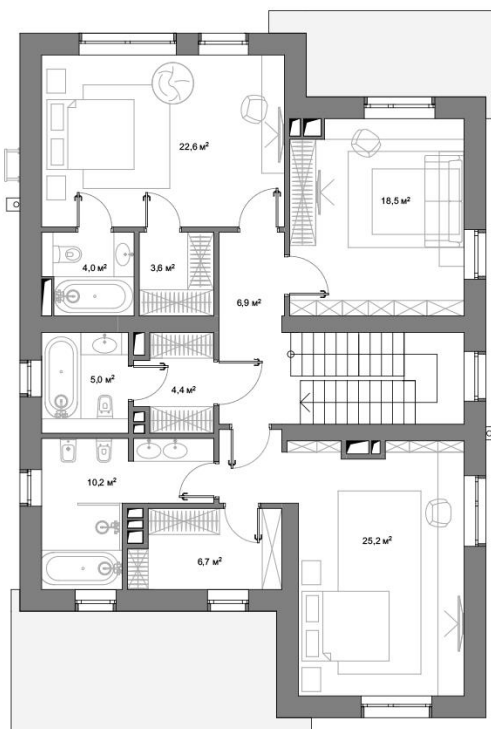 22,6 м²
18,5 м²
4,0 м²
3,6 м²
6,9 м²
5,0 м²
4,4 м²
10,2 м²
25,2 м²
6,7 м²